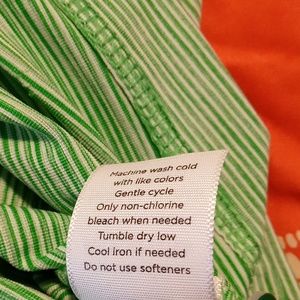 Machine wash cold
with like colors
Gentle cycle
Only non-chlorine
bleach when needed
Tumble dry low
Cool iron if needed
Do not use softeners